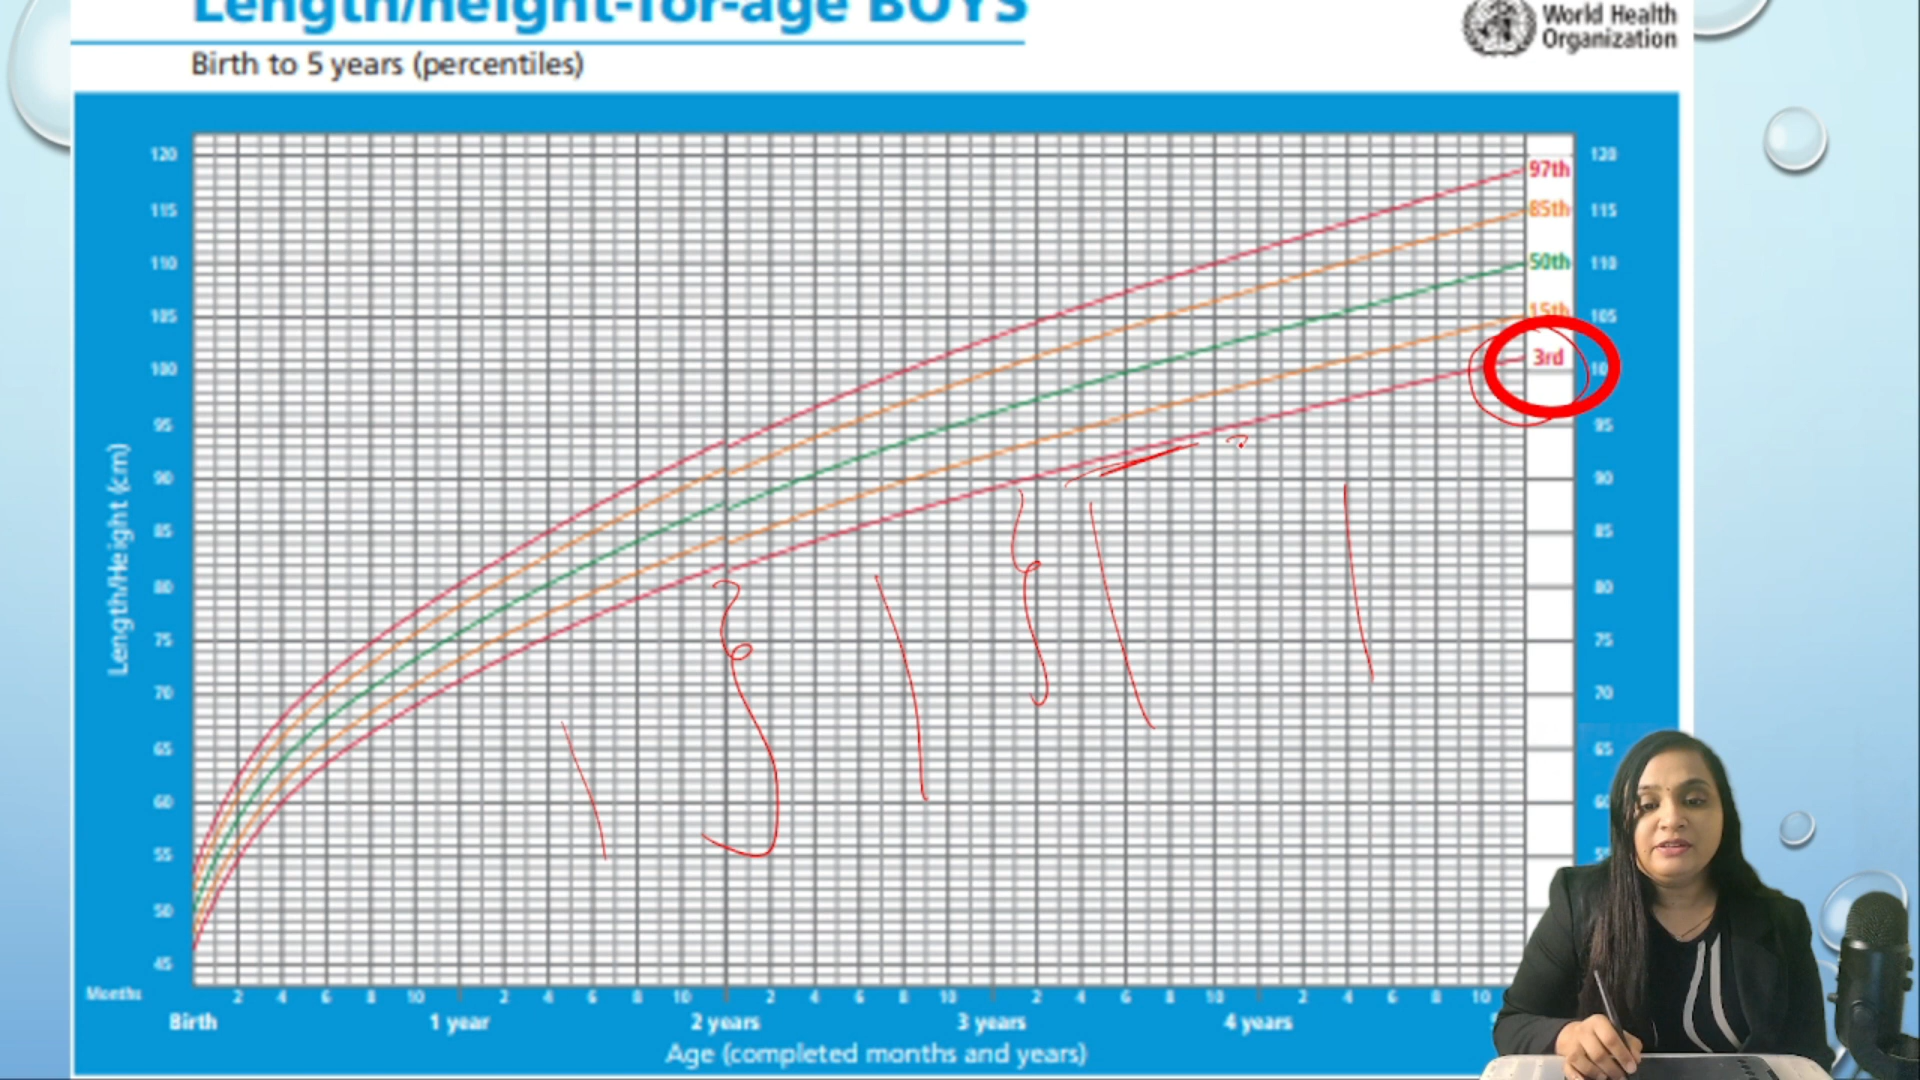 Length/height-for-age BOYS
World Health
Organization
Birth to 5 years (percentiles)
120 97th 120
115 85th 115
110 50th 110
105 15th 105
100 3rd 10
95 95
90 90
85 85
80 80
75 75
70 70
65 65
60 60
55
50
45
Length/Height (cm)
Months 2 4 6 8 10 2 4 6 8 10 2 4 6 8 10 2 4 6 8 10 2 4 6 8 10
Birth 1 year 2 years 3 years 4 years
Age (completed months and years)